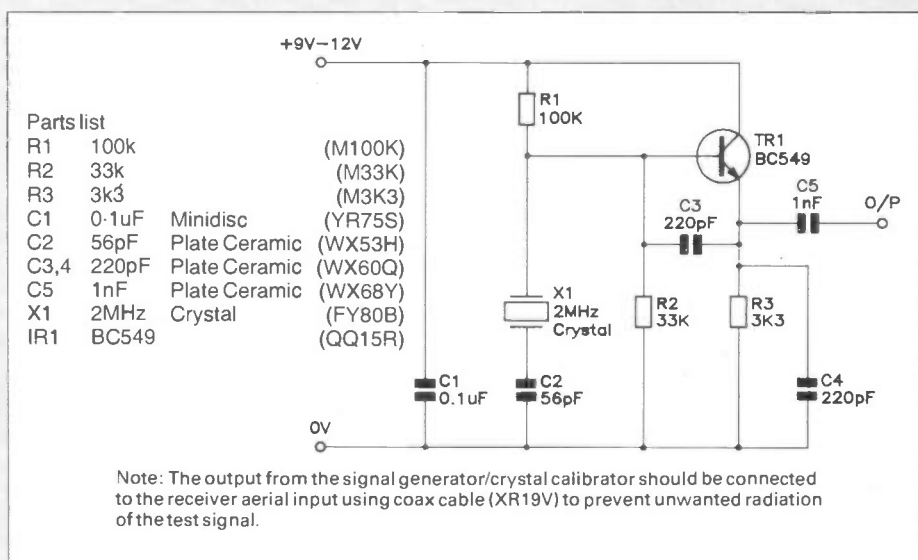 +9V-12V
Parts list
R1 100k (M100K)
R2 33k (M33K)
R3 3k3 (M3K3)
C1 0·1uF Minidisc (YR75S)
C2 56pF Plate Ceramic (WX53H)
C3,4 220pF Plate Ceramic (WX60Q)
C5 1nF Plate Ceramic (WX68Y)
X1 2MHz Crystal (FY80B)
IR1 BC549 (QQ15R)
R1
100K
TR1
BC549
C3
220pF
C5
1nF
O/P
X1
2MHz
Crystal
R2
33K
R3
3K3
C1
0.1uF
C2
56pF
C4
220pF
0V
Note: The output from the signal generator/crystal calibrator should be connected
to the receiver aerial input using coax cable (XR19V) to prevent unwanted radiation
of the test signal.